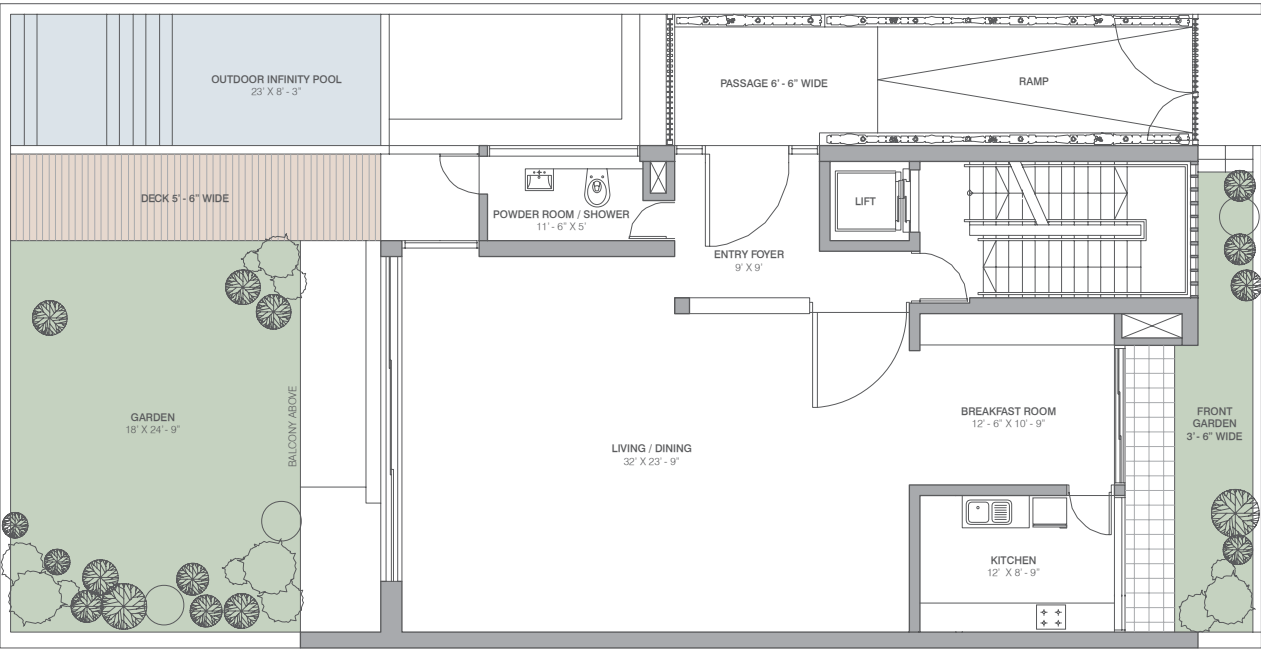 OUTDOOR INFINITY POOL
23' X 8' - 3"
PASSAGE 6' - 6" WIDE
RAMP
DECK 5' - 6" WIDE
POWDER ROOM / SHOWER
11' - 6" X 5'
LIFT
ENTRY FOYER
9' X 9'
GARDEN
18' X 24' - 9"
BALCONY ABOVE
LIVING / DINING
32' X 23' - 9"
BREAKFAST ROOM
12' - 6" X 10' - 9"
FRONT
GARDEN
3' - 6" WIDE
KITCHEN
12' X 8' - 9"